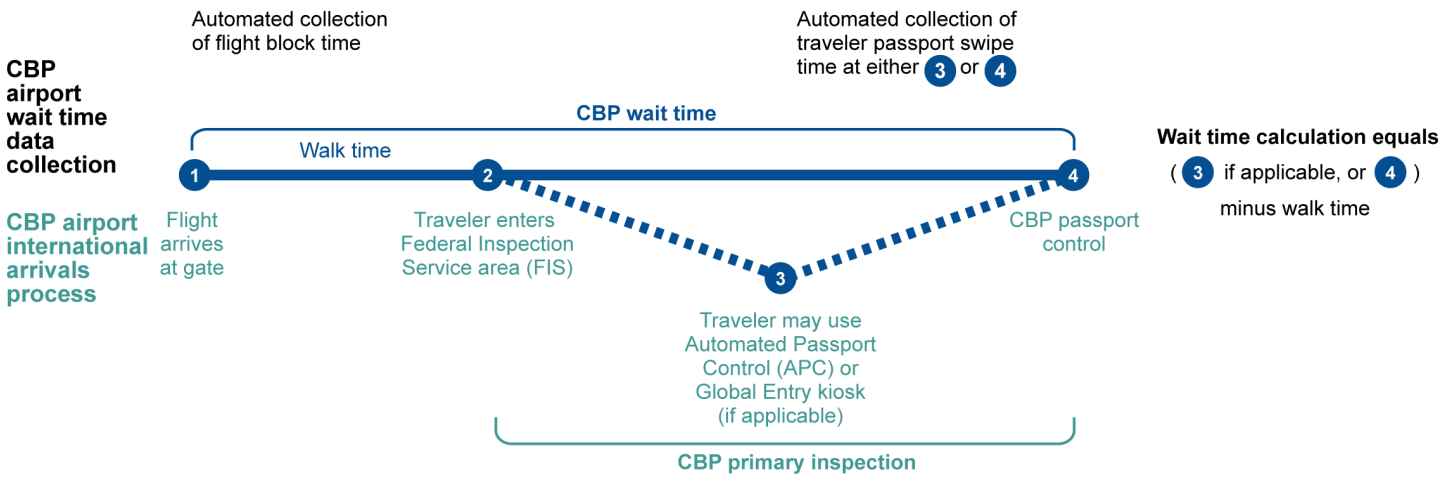 Automated collection
of flight block time
Automated collection of
traveler passport swipe
time at either 3 or 4
CBP
airport
wait time
data
collection
CBP wait time
Walk time
1
2
4
Wait time calculation equals
( 3 if applicable, or 4 )
minus walk time
CBP airport
international
arrivals
process
Flight
arrives
at gate
Traveler enters
Federal Inspection
Service area (FIS)
CBP passport
control
3
Traveler may use
Automated Passport
Control (APC) or
Global Entry kiosk
(if applicable)
CBP primary inspection